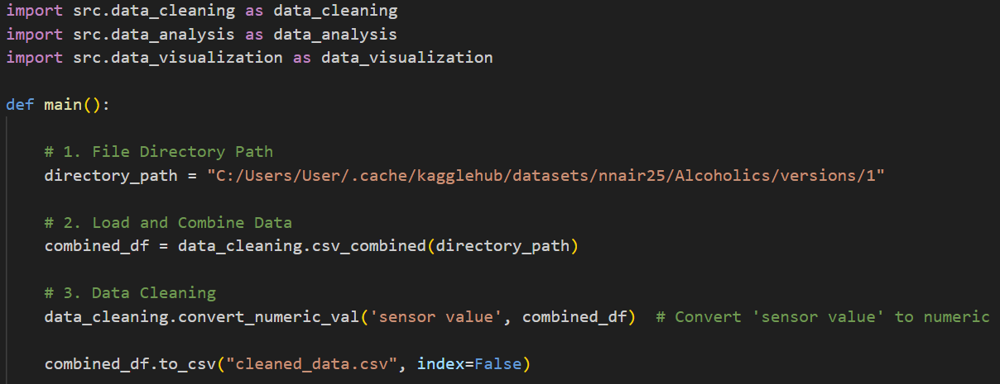 import src.data_cleaning as data_cleaning
import src.data_analysis as data_analysis
import src.data_visualization as data_visualization
def main():
# 1. File Directory Path
directory_path = "C:/Users/User/.cache/kagglehub/datasets/nnair25/Alcoholics/versions/1"
# 2. Load and Combine Data
combined_df = data_cleaning.csv_combined(directory_path)
# 3. Data Cleaning
data_cleaning.convert_numeric_val('sensor value', combined_df)  # Convert 'sensor value' to numeric
combined_df.to_csv("cleaned_data.csv", index=False)